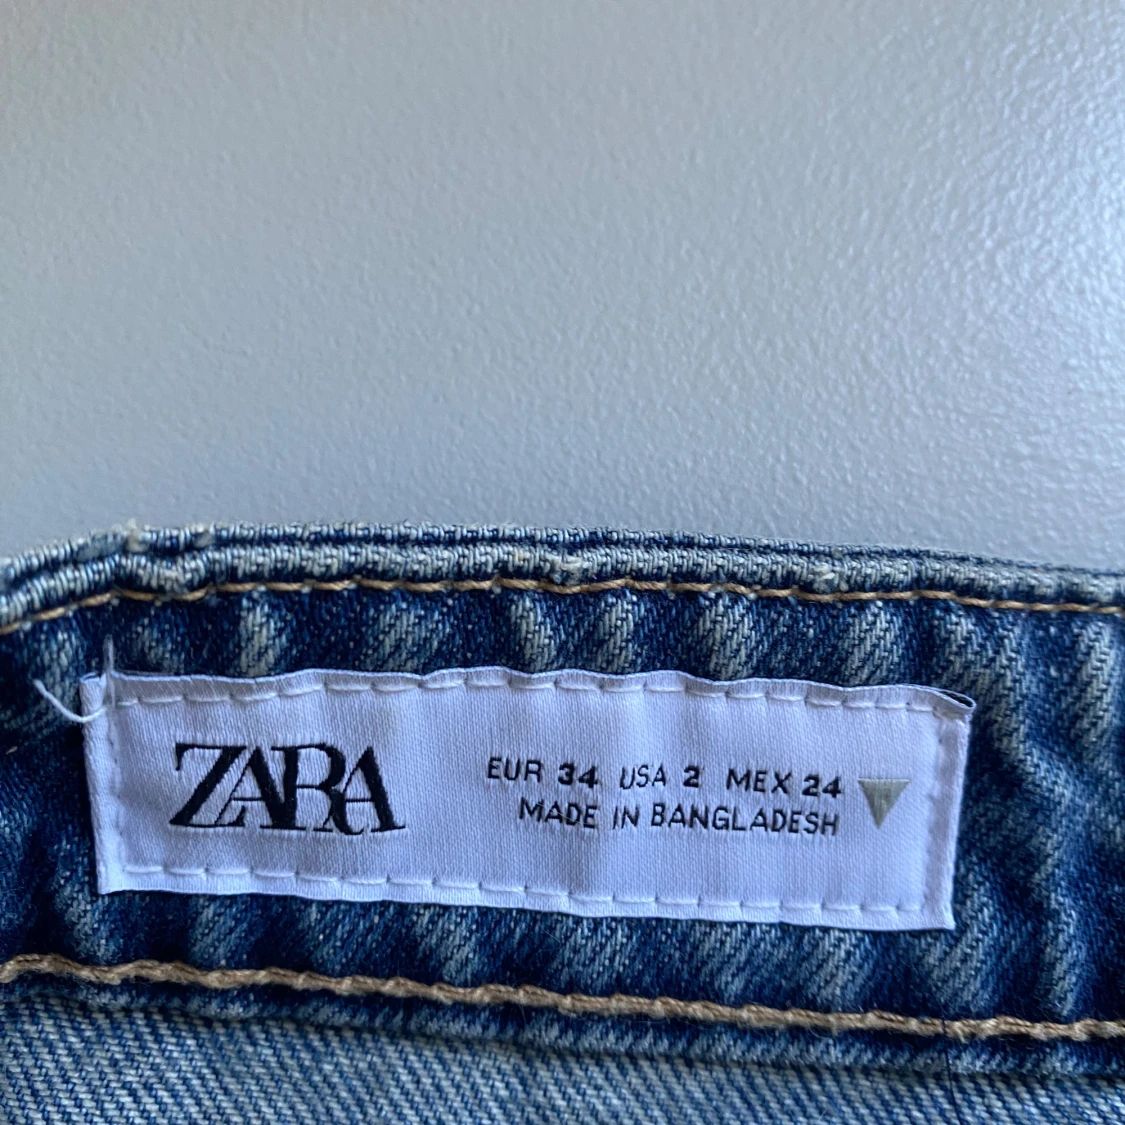 ZARA
EUR 34 USA 2 MEX 24
MADE IN BANGLADESH